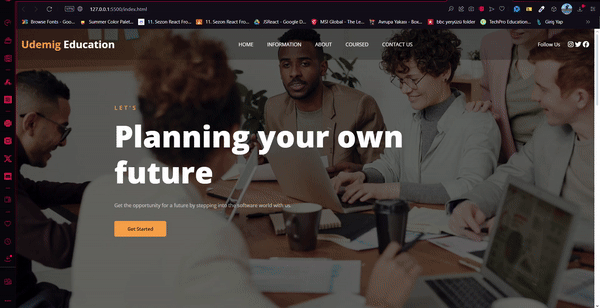 127.0.0.1:5500/index.html
Browse Fonts - Goo...
Summer Color Palet...
11. Sezon React Fro...
11. Sezon React Fro...
JSReact - Google D...
MSI Global - The Le...
Avrupa Yakası - Box...
bbc yeryüzü folder
TechPro Education...
Giriş Yap
Udemig Education
HOME
INFORMATION
ABOUT
COURSED
CONTACT US
Follow Us
LET'S
Planning your own
future
Get the opportunity for a future by stepping into the software world with us.
Get Started